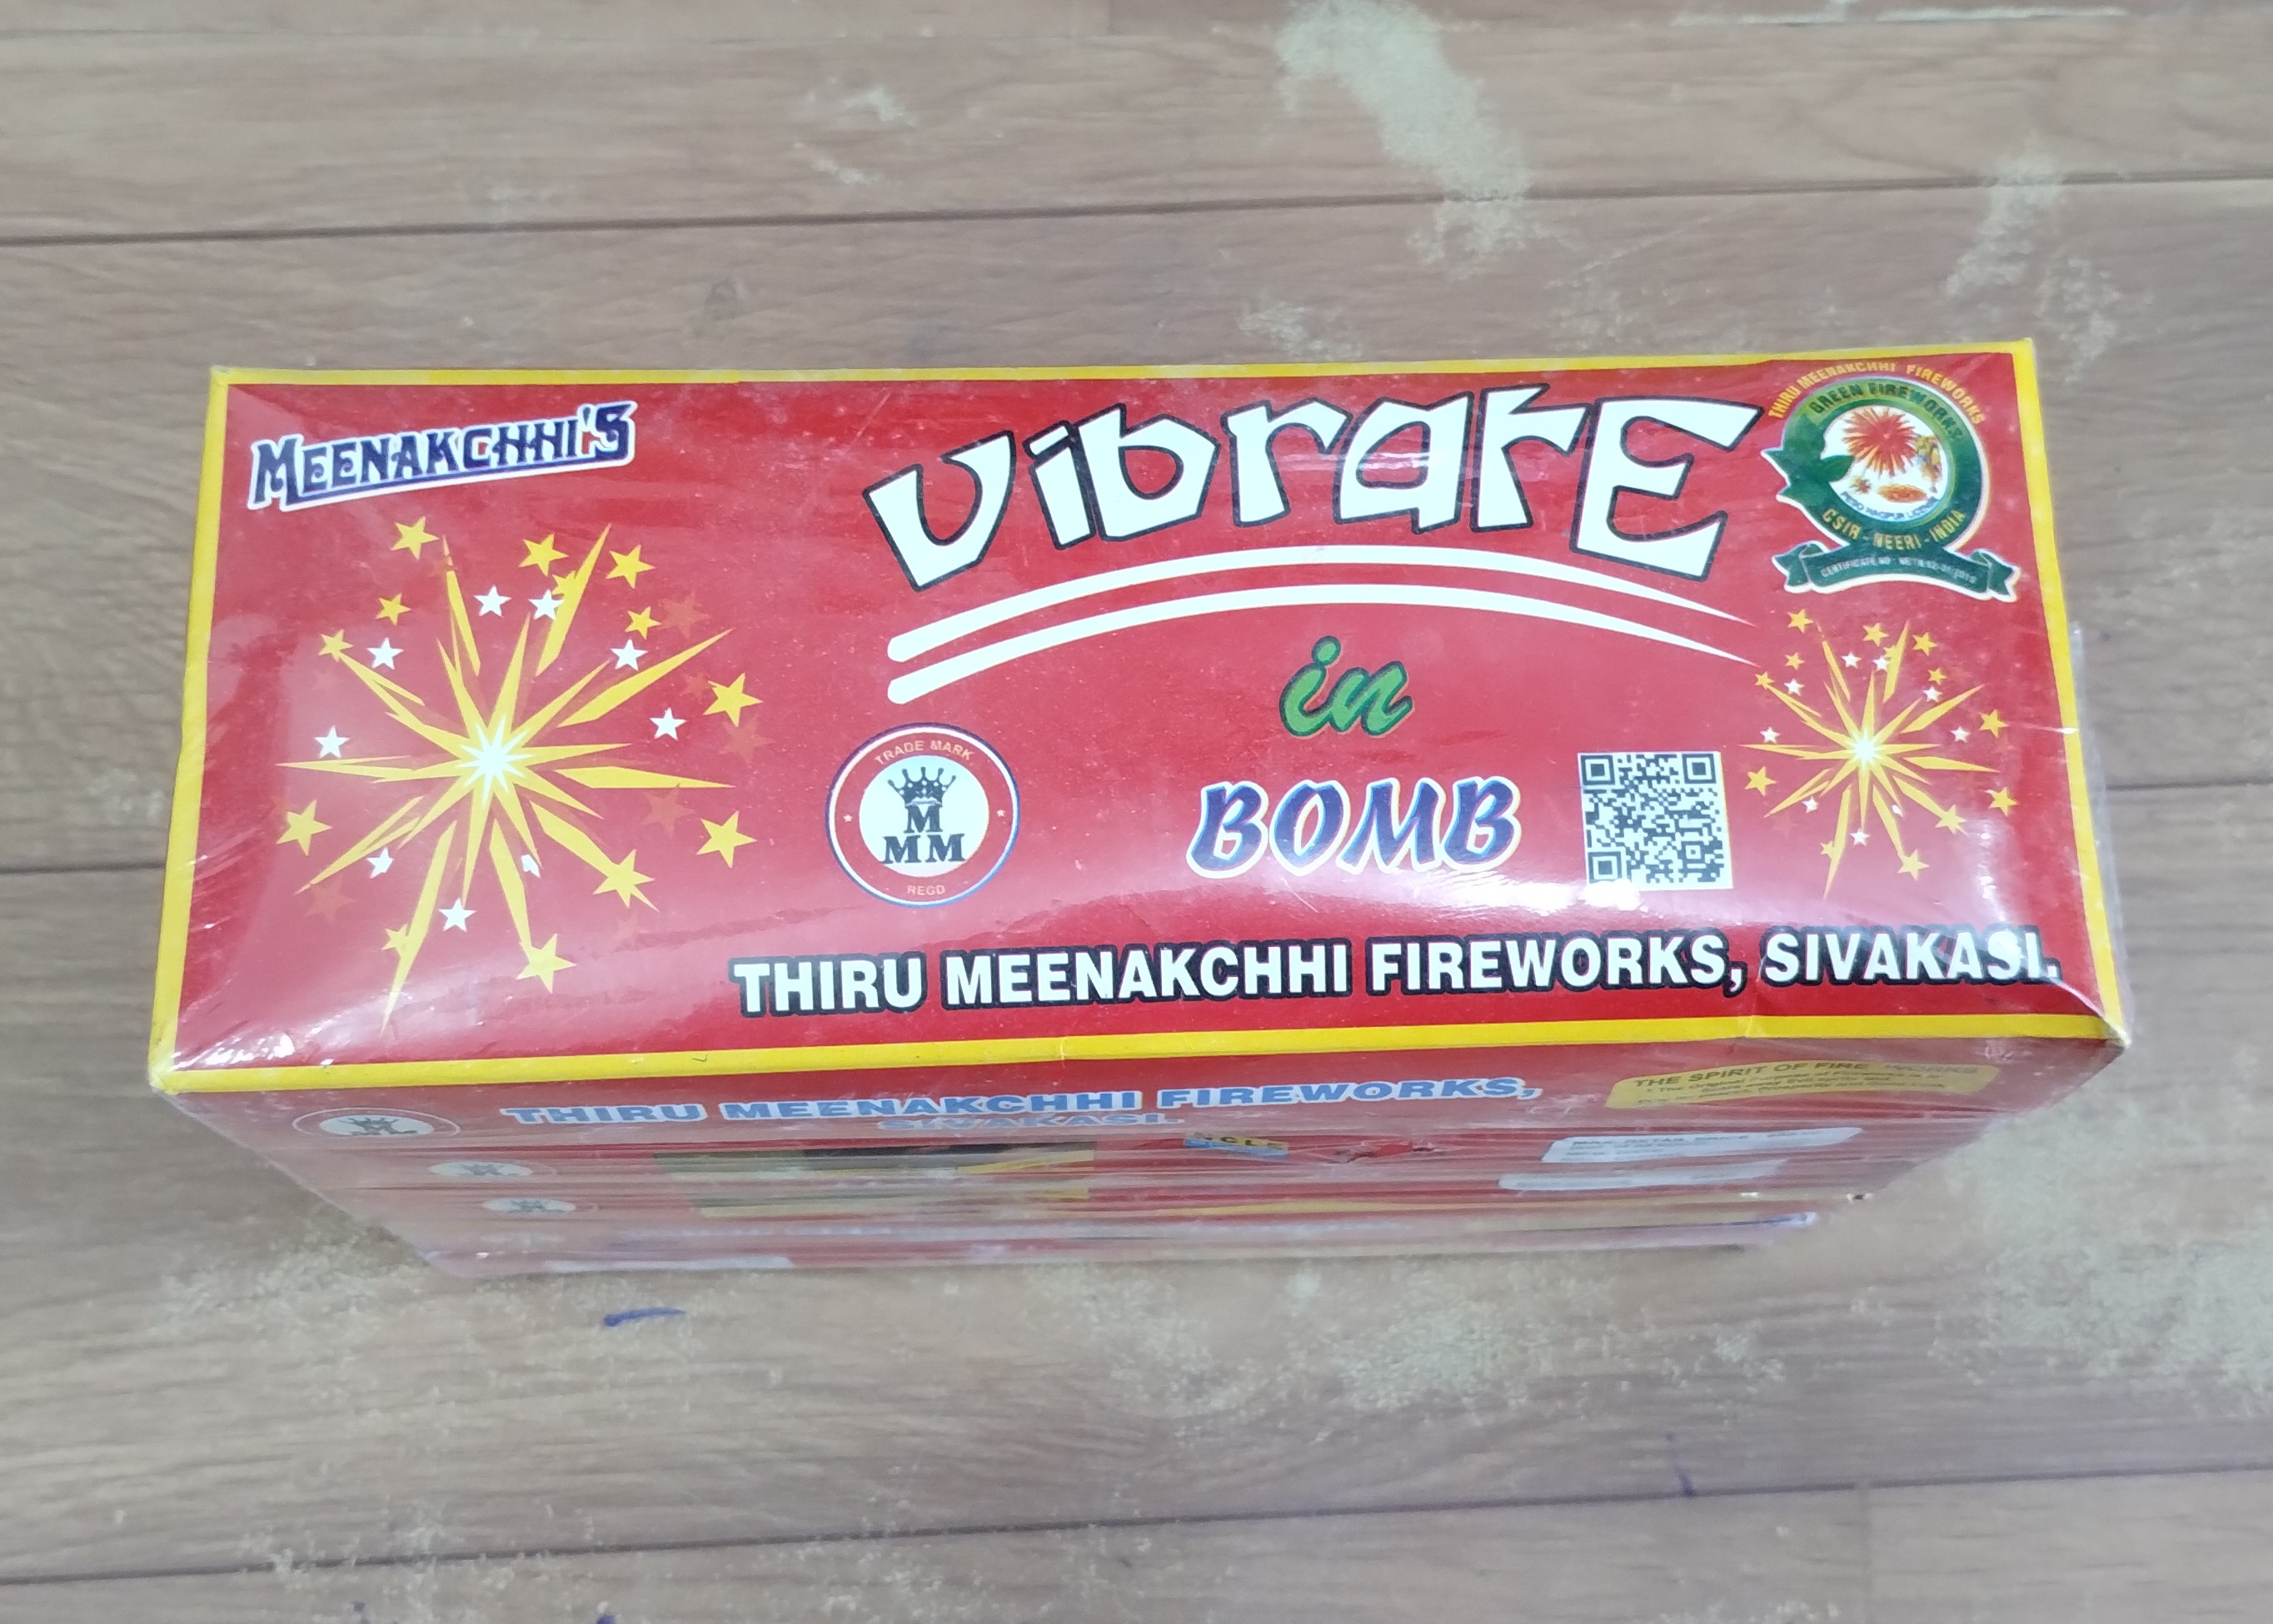 MEENAKCHHI'S
VibratE
in
BOMB
THIRU MEENAKCHHI FIREWORKS
GREEN FIREWORKS
CSIR - NEERI - INDIA
TRADE MARK
M
MM
REGD
THIRU MEENAKCHHI FIREWORKS, SIVAKASI.
THIRU MEENAKCHHI FIREWORKS,
SIVAKASI.
THE SPIRIT OF FIRE WORKS